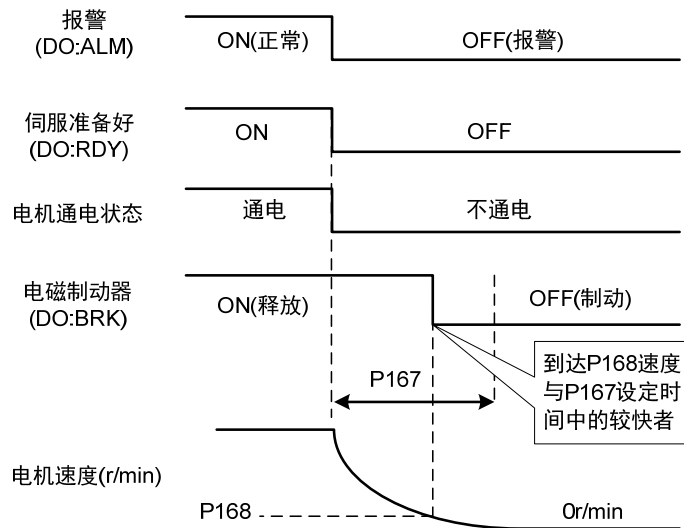 报警
(DO:ALM)
ON(正常)
OFF(报警)
伺服准备好
(DO:RDY)
ON
OFF
电机通电状态
通电
不通电
电磁制动器
(DO:BRK)
ON(释放)
OFF(制动)
P167
到达P168速度
与P167设定时
间中的较快者
电机速度(r/min)
P168
0r/min